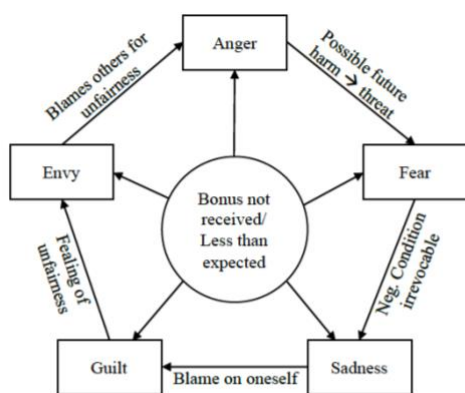 Anger
Blames others for
unfairness
Possible future
harm → threat
Envy
Fear
Bonus not
received/
Less than
expected
Fealing of
unfairness
Neg. Condition
irrevocable
Guilt
Blame on oneself
Sadness